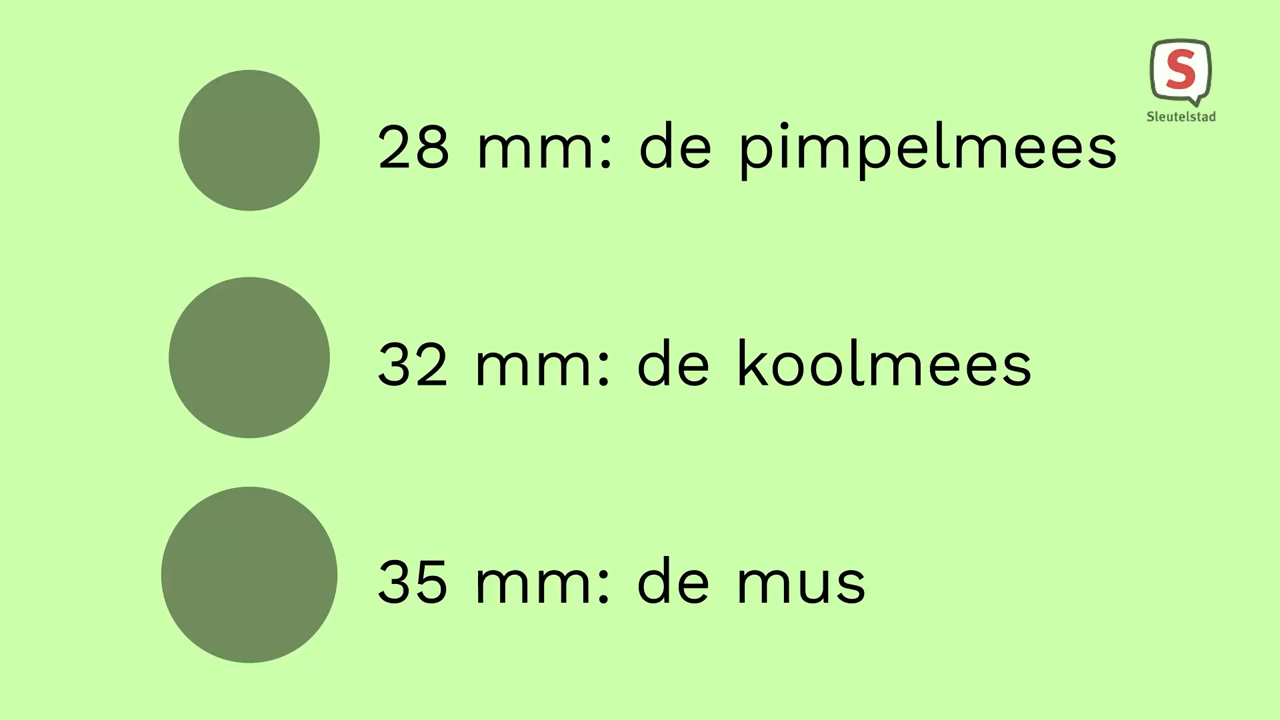 S
Sleutelstad
28 mm: de pimpelmees
32 mm: de koolmees
35 mm: de mus